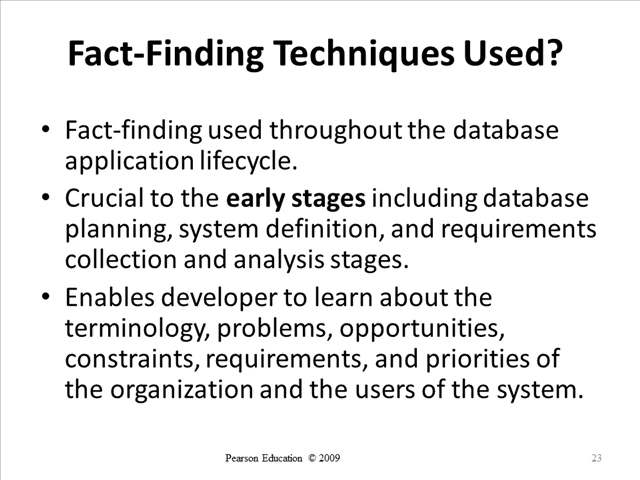 Fact-Finding Techniques Used?
• Fact-finding used throughout the database
application lifecycle.
• Crucial to the early stages including database
planning, system definition, and requirements
collection and analysis stages.
• Enables developer to learn about the
terminology, problems, opportunities,
constraints, requirements, and priorities of
the organization and the users of the system.
Pearson Education © 2009
23